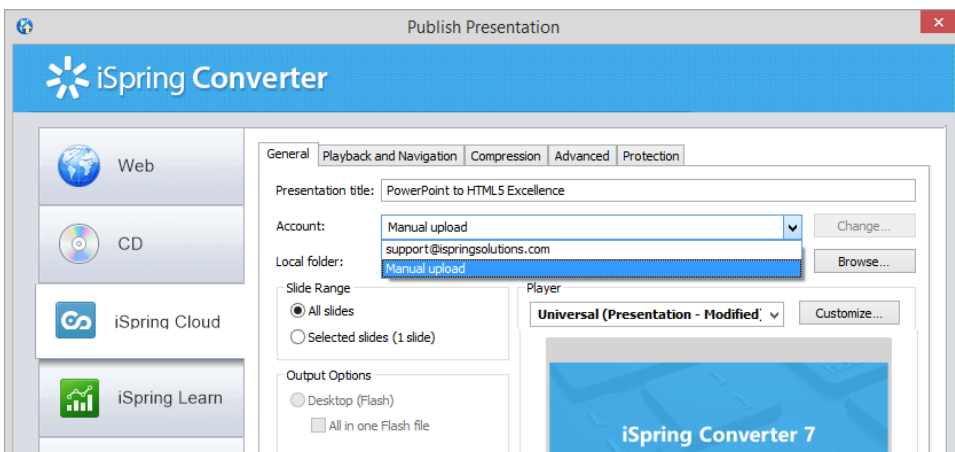 Publish Presentation
iSpring Converter
Web
CD
iSpring Cloud
iSpring Learn
General Playback and Navigation Compression Advanced Protection
Presentation title: PowerPoint to HTML5 Excellence
Account: Manual upload Change...
support@ispringsolutions.com
Manual upload
Local folder: Browse...
Slide Range
All slides
Selected slides (1 slide)
Player
Universal (Presentation - Modified) Customize...
Output Options
Desktop (Flash)
All in one Flash file
iSpring Converter 7